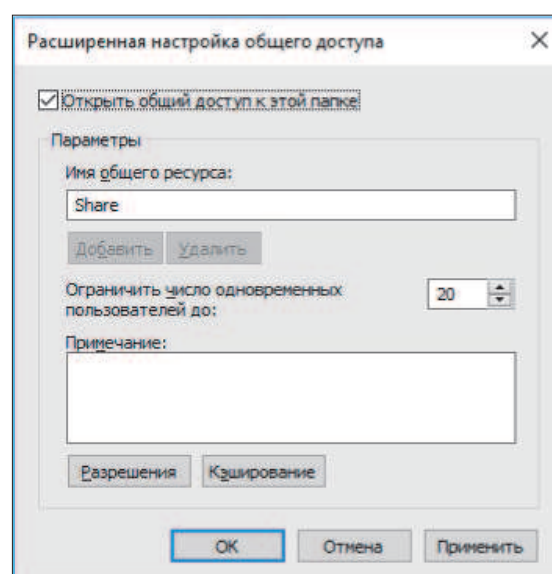 Расширенная настройка общего доступа
Открыть общий доступ к этой папке
Параметры
Имя общего ресурса:
Share
Добавить Удалить
Ограничить число одновременных 20
пользователей до:
Примечание:
Разрешения Кэширование
ОК Отмена Применить